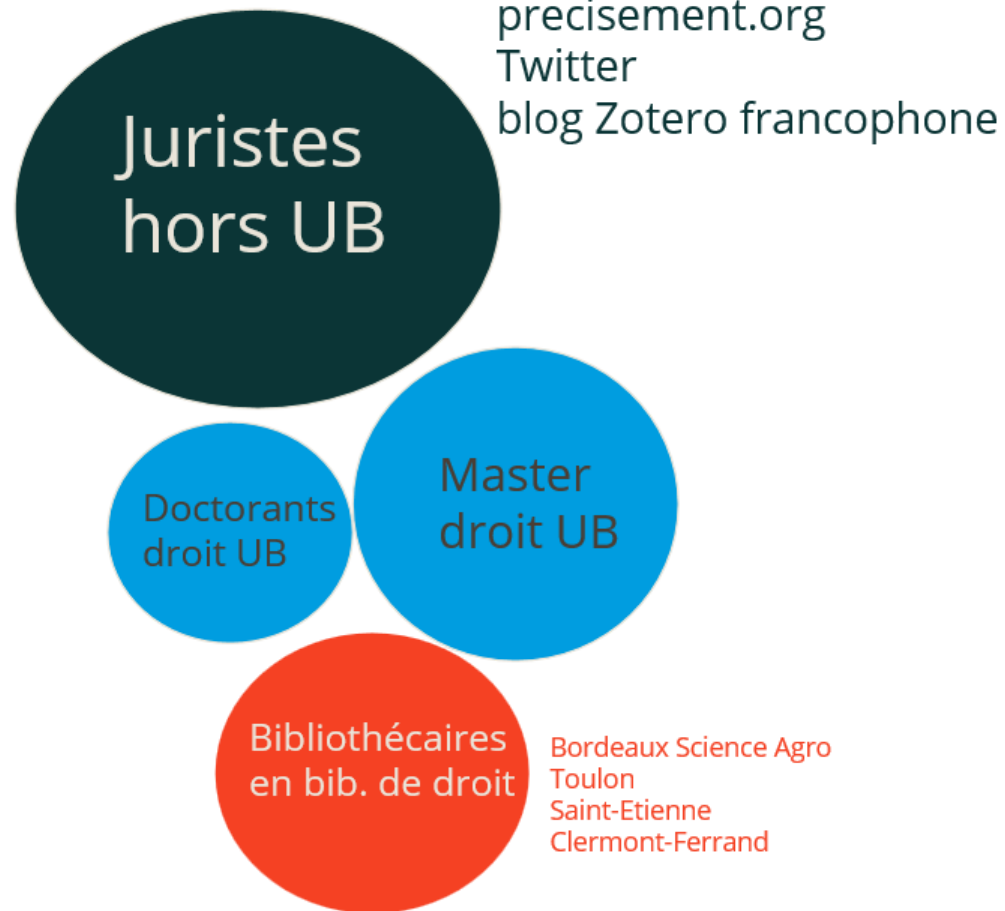 precisement.org
Twitter
blog Zotero francophone
Juristes
hors UB
Master
droit UB
Doctorants
droit UB
Bibliothécaires
en bib. de droit
Bordeaux Science Agro
Toulon
Saint-Etienne
Clermont-Ferrand